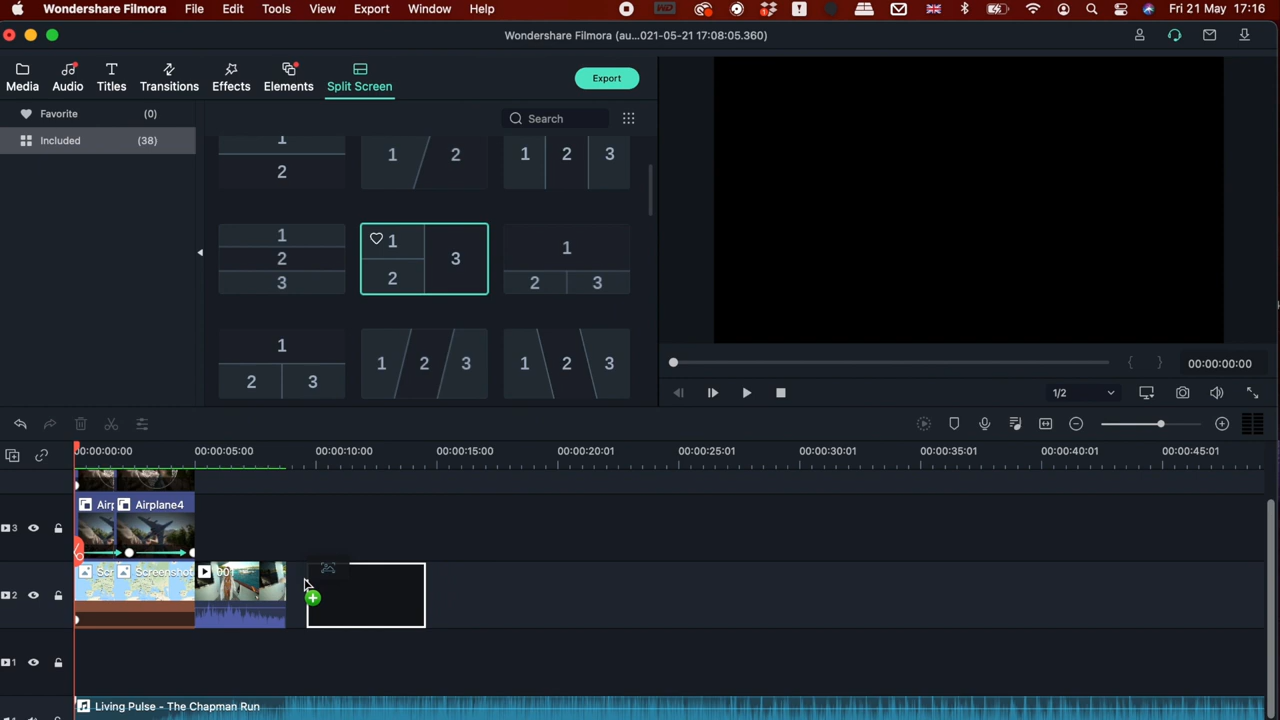 Wondershare Filmora File Edit Tools View Export Window Help WD Fri 21 May 17:16
Wondershare Filmora (au...021-05-21 17:08:05.360)
Media Audio Titles Transitions Effects Elements Split Screen Export
Favorite (0) Search
Included (38)
1 2 1 2 1 2 3
1 2 3 1 2 3 1 2 3
1 2 3 1 2 3 1 2 3
{ } 00:00:00:00
1/2
00:00:00:00 00:00:05:00 00:00:10:00 00:00:15:00 00:00:20:01 00:00:25:01 00:00:30:01 00:00:35:01 00:00:40:01 00:00:45:01
3 Airp Airplane4
2 Scr Screenshot 00
1
Living Pulse - The Chapman Run